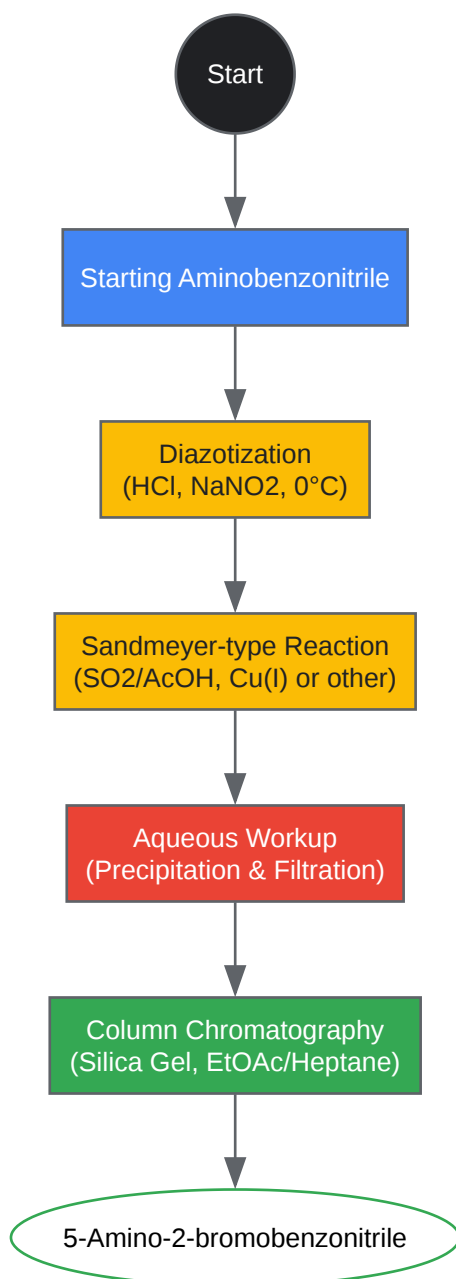 Start
Starting Aminobenzonitrile
Diazotization
(HCl, NaNO2, 0°C)
Sandmeyer-type Reaction
(SO2/AcOH, Cu(I) or other)
Aqueous Workup
(Precipitation & Filtration)
Column Chromatography
(Silica Gel, EtOAc/Heptane)
5-Amino-2-bromobenzonitrile